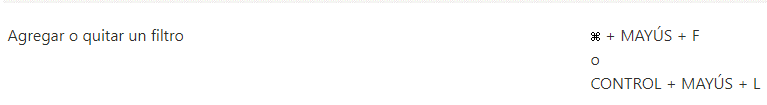 Agregar o quitar un filtro ⌘ + MAYÚS + F
o
CONTROL + MAYÚS + L